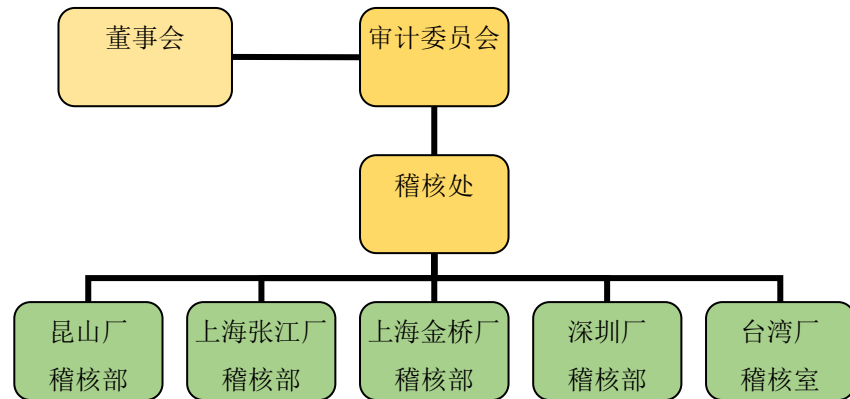 董事会
审计委员会
稽核处
昆山厂
稽核部
上海张江厂
稽核部
上海金桥厂
稽核部
深圳厂
稽核部
台湾厂
稽核室